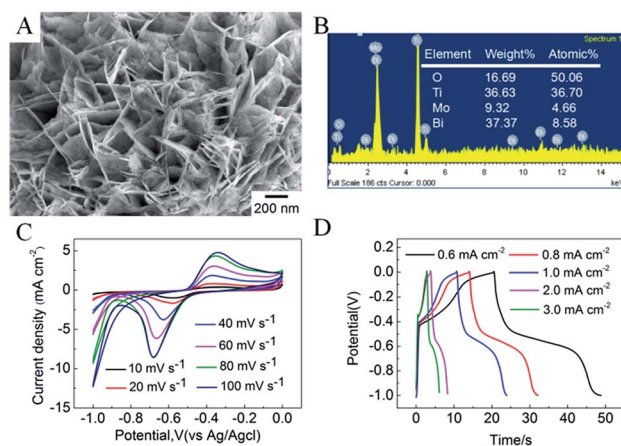 A
200 nm
B
Spectrum 1
Element Weight% Atomic%
O 16.69 50.06
Ti 36.63 36.70
Mo 9.32 4.66
Bi 37.37 8.58
0 2 4 6 8 10 12 14
Full Scale 186 cts Cursor: 0.000
keV
C
Current density (mA cm-2)
5
0
-5
-10
-15
40 mV s-1
60 mV s-1
10 mV s-1 80 mV s-1
20 mV s-1 100 mV s-1
-1.0 -0.8 -0.6 -0.4 -0.2 0.0
Potential,V(vs Ag/Agcl)
D
Potential(V)
0.6 mA cm-2 0.8 mA cm-2
1.0 mA cm-2
2.0 mA cm-2
3.0 mA cm-2
0.0
-0.2
-0.4
-0.6
-0.8
-1.0
0 10 20 30 40 50
Time/s